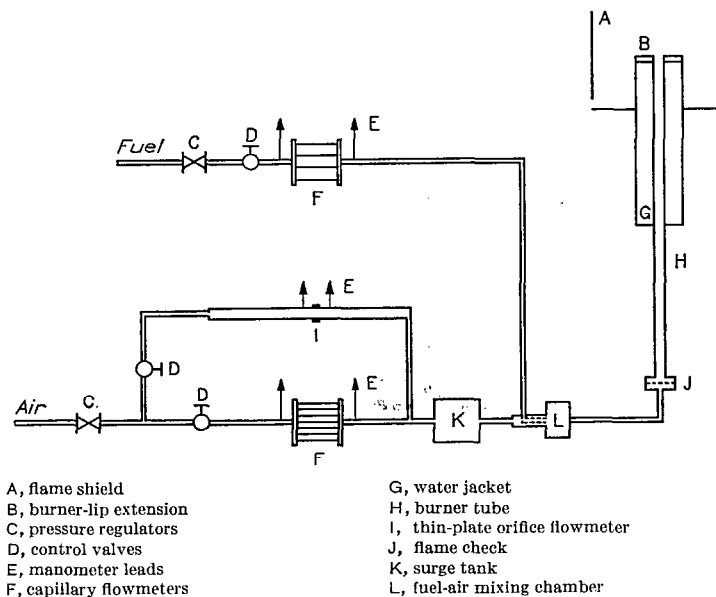 A
B
Fuel
C
D
E
F
G
H
E
I
D
J
Air
C.
D
E
F
K
L
A, flame shield
B, burner-lip extension
C, pressure regulators
D, control valves
E, manometer leads
F, capillary flowmeters
G, water jacket
H, burner tube
I, thin-plate orifice flowmeter
J, flame check
K, surge tank
L, fuel-air mixing chamber